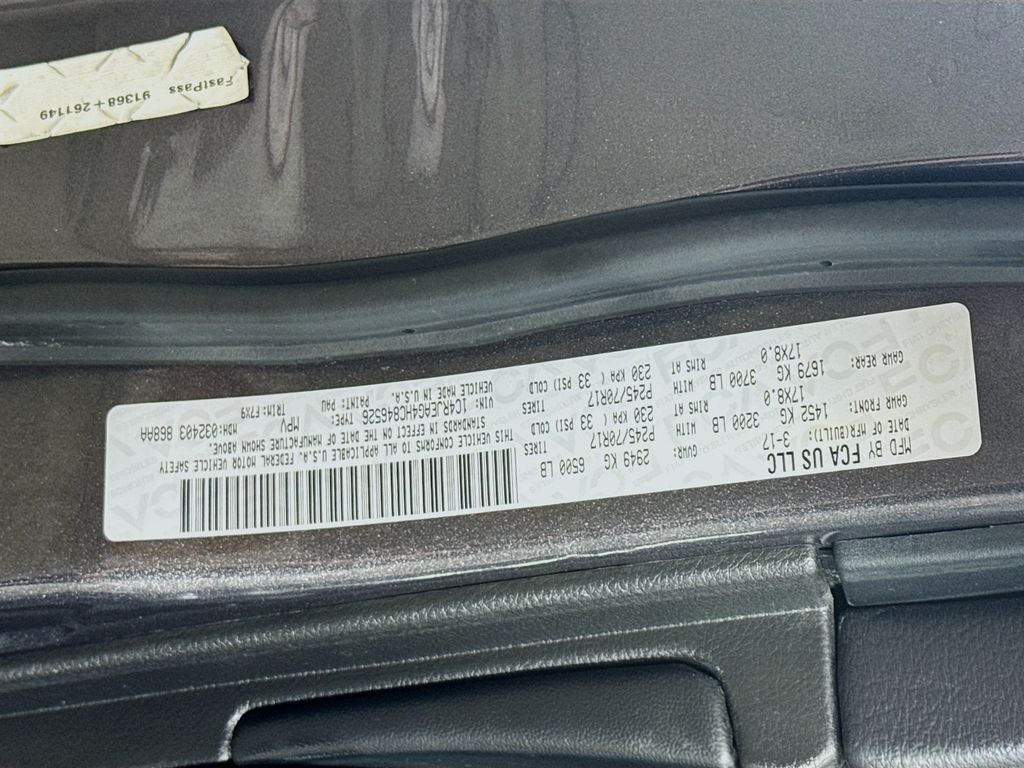 FastPass 91368+261149
MFD BY FCA US LLC
DATE OF MFR(BUILT): 3-17 GVWR: 2949 KG 6500 LB
GAWR FRONT: 1452 KG 3200 LB WITH P245/70R17 TIRES
17X8.0 RIMS AT 230 KPA ( 33 PSI) COLD
GAWR REAR: 1679 KG 3700 LB WITH P245/70R17 TIRES
17X8.0 RIMS AT 230 KPA ( 33 PSI) COLD
THIS VEHICLE CONFORMS TO ALL APPLICABLE U.S.A. FEDERAL MOTOR VEHICLE SAFETY
STANDARDS IN EFFECT ON THE DATE OF MANUFACTURE SHOWN ABOVE.
VIN: 1C4RJEAG4HC846526 TYPE: MPV MDH:032403 868AA
VEHICLE MADE IN U.S.A. PAINT: PAU TRIM: F7X9